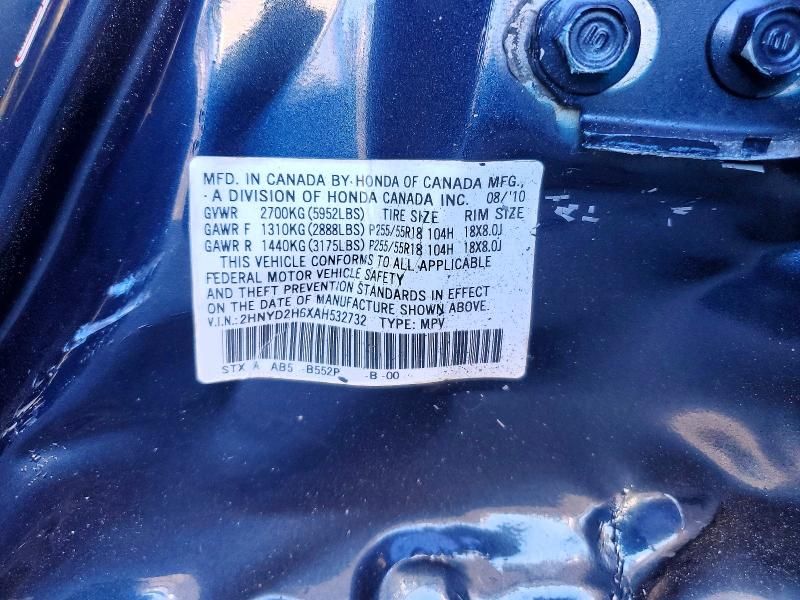 MFD. IN CANADA BY HONDA OF CANADA MFG.,
A DIVISION OF HONDA CANADA INC. 08/'10
GVWR 2700KG(5952LBS) TIRE SIZE RIM SIZE
GAWR F 1310KG(2888LBS) P255/55R18 104H 18X8.0J
GAWR R 1440KG(3175LBS) P255/55R18 104H 18X8.0J
THIS VEHICLE CONFORMS TO ALL APPLICABLE
FEDERAL MOTOR VEHICLE SAFETY
AND THEFT PREVENTION STANDARDS IN EFFECT
ON THE DATE OF MANUFACTURE SHOWN ABOVE.
V.I.N.:2HNYD2H6XAH532732 TYPE: MPV
STX A AB5 -B552P -B -00